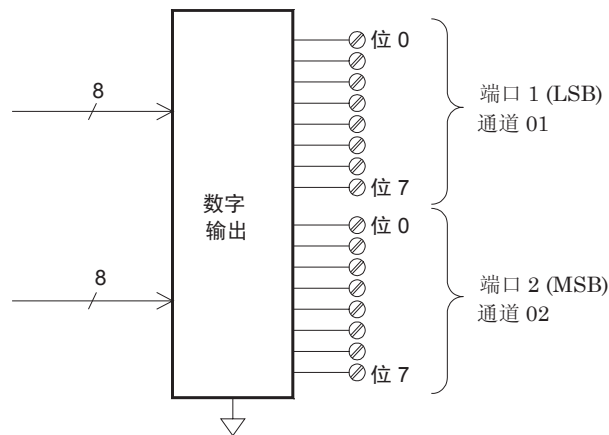 8
8
数字
输出
位 0
位 7
位 0
位 7
端口 1 (LSB)
通道 01
端口 2 (MSB)
通道 02